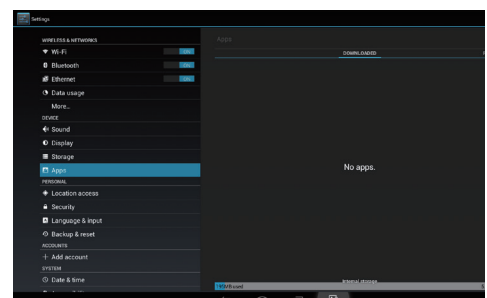 Settings
WIRELESS & NETWORKS
Wi-Fi
ON
Bluetooth
ON
Ethernet
ON
Data usage
More...
DEVICE
Sound
Display
Storage
Apps
PERSONAL
Location access
Security
Language & input
Backup & reset
ACCOUNTS
Add account
SYSTEM
Date & time
Apps
DOWNLOADED
No apps.
Internal storage